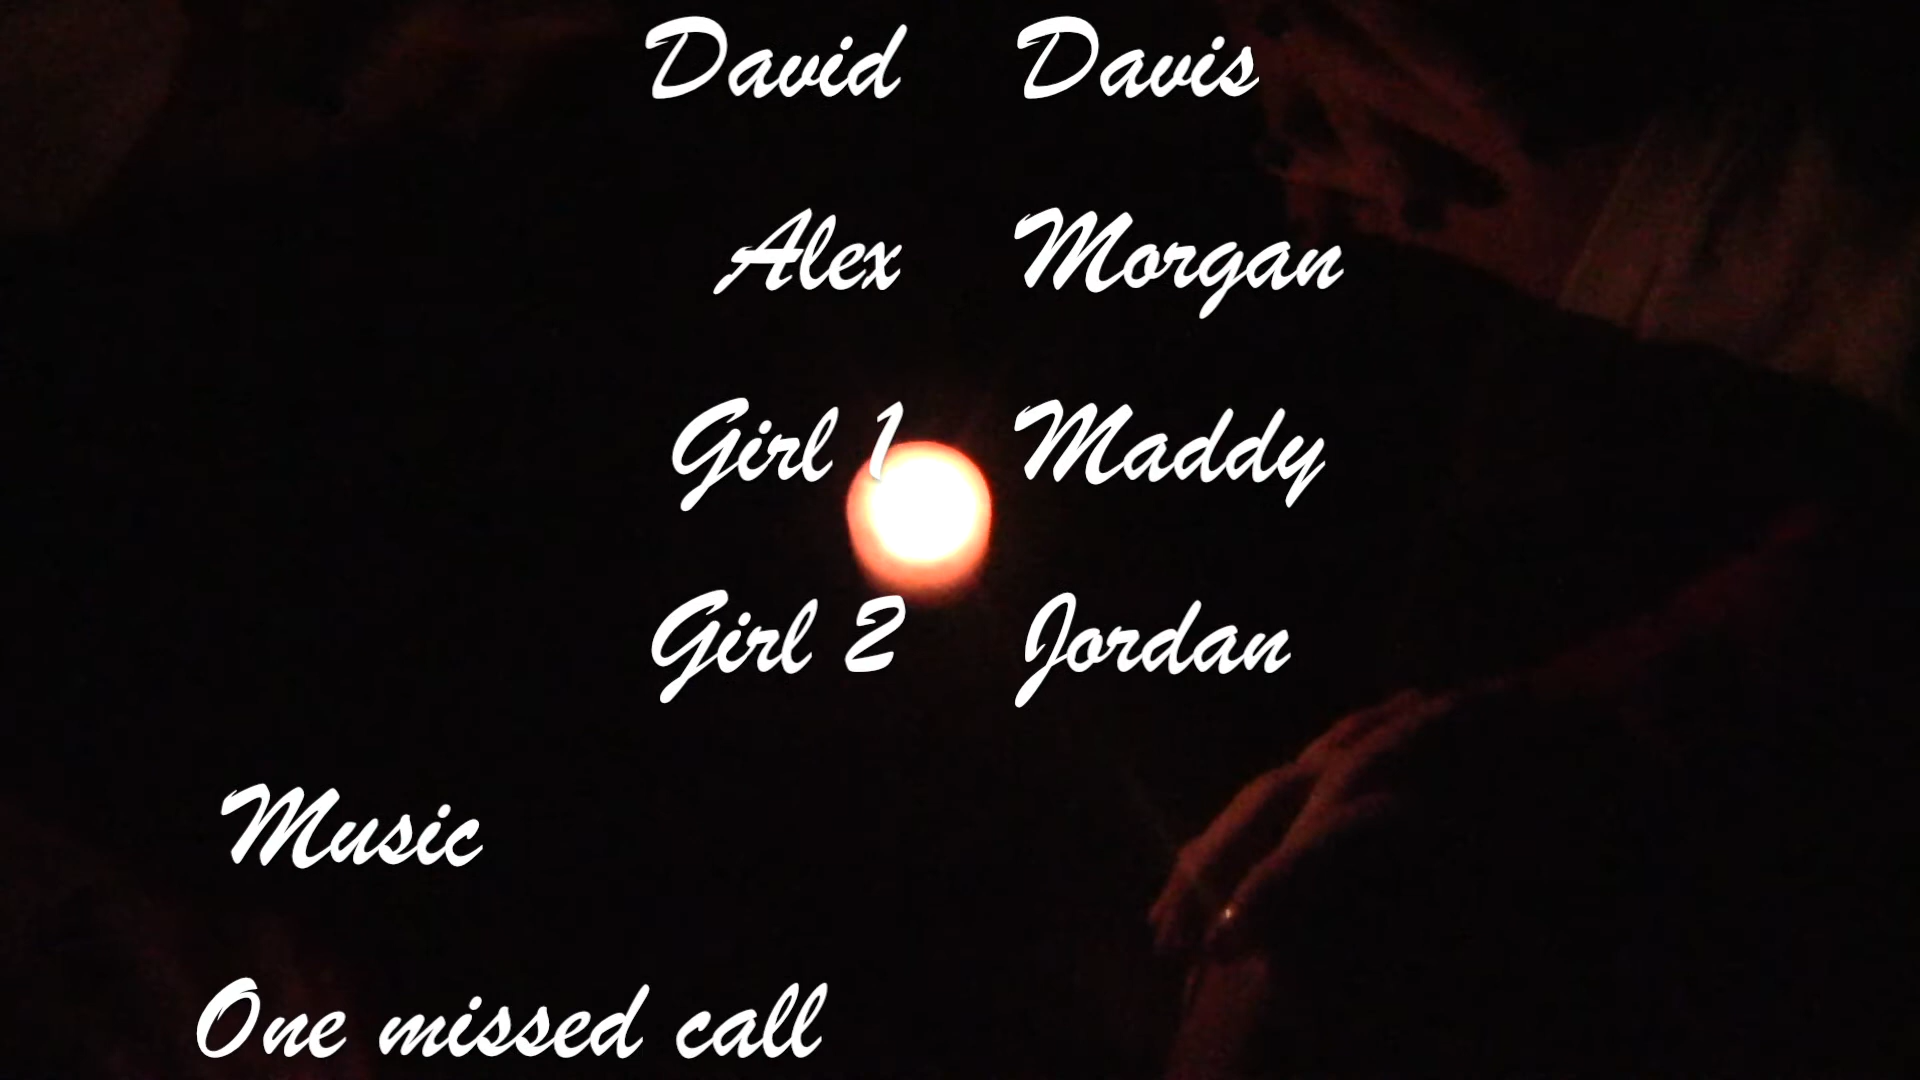 David Davis
Alex Morgan
Girl 1 Maddy
Girl 2 Jordan
Music
One missed call